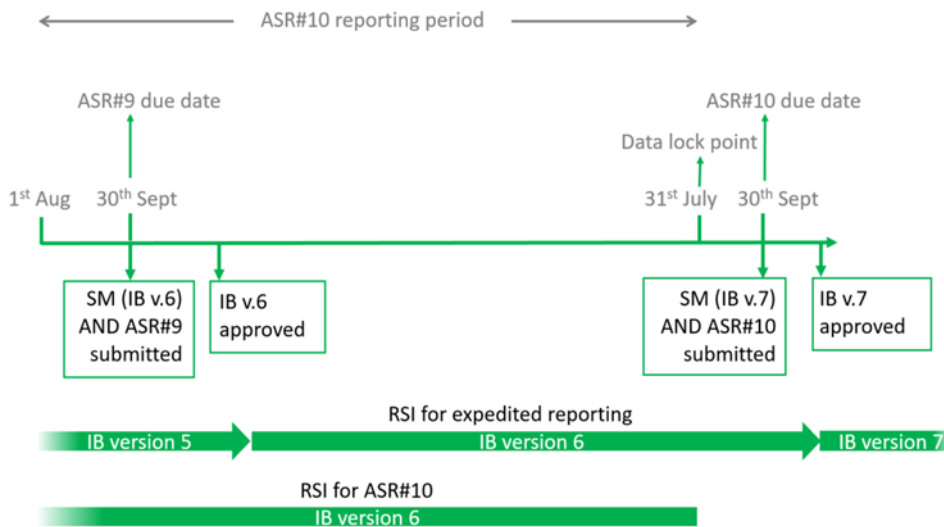 ASR#10 reporting period
ASR#9 due date
ASR#10 due date
Data lock point
1st Aug
30th Sept
31st July
30th Sept
SM (IB v.6)
AND ASR#9
submitted
IB v.6
approved
SM (IB v.7)
AND ASR#10
submitted
IB v.7
approved
RSI for expedited reporting
IB version 5
IB version 6
IB version 7
RSI for ASR#10
IB version 6